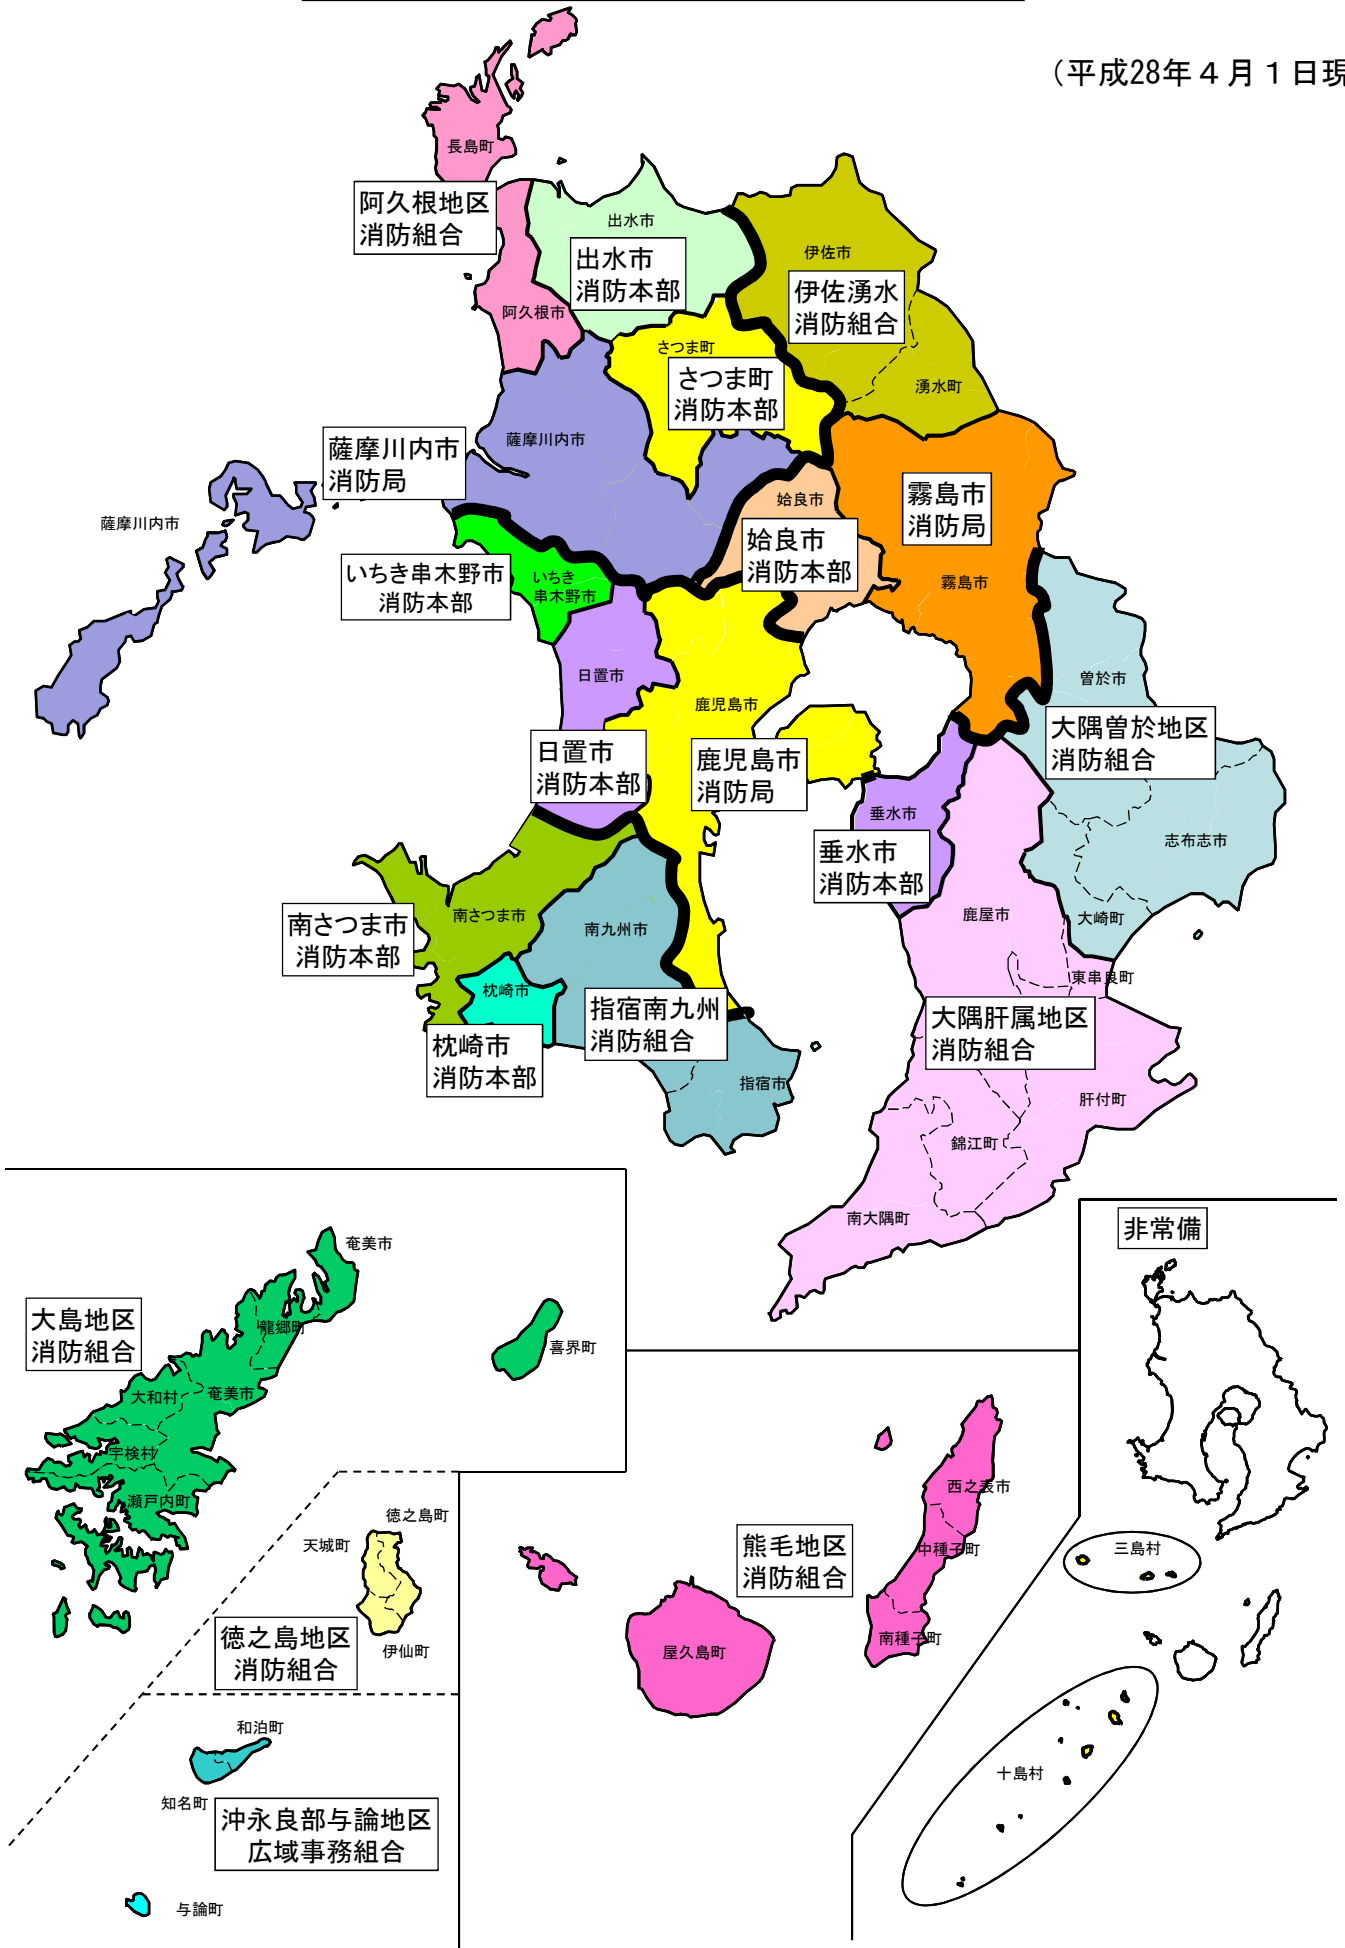 (平成28年４月１日現
長島町
阿久根地区
消防組合
出水市
出水市
消防本部
伊佐市
伊佐湧水
消防組合
阿久根市
さつま町
さつま町
消防本部
湧水町
薩摩川内市
薩摩川内市
消防局
薩摩川内市
姶良市
姶良市
消防本部
霧島市
消防局
霧島市
いちき串木野市
消防本部
いちき
串木野市
日置市
日置市
消防本部
鹿児島市
鹿児島市
消防局
曽於市
大隅曽於地区
消防組合
垂水市
垂水市
消防本部
志布志市
大崎町
南さつま市
南さつま市
消防本部
南九州市
鹿屋市
東串良町
枕崎市
枕崎市
消防本部
指宿南九州
消防組合
指宿市
大隅肝属地区
消防組合
肝付町
錦江町
南大隅町
非常備
奄美市
大島地区
消防組合
龍郷町
喜界町
大和村
奄美市
宇検村
瀬戸内町
徳之島町
天城町
伊仙町
徳之島地区
消防組合
西之表市
中種子町
南種子町
熊毛地区
消防組合
屋久島町
三島村
十島村
和泊町
知名町
沖永良部与論地区
広域事務組合
与論町